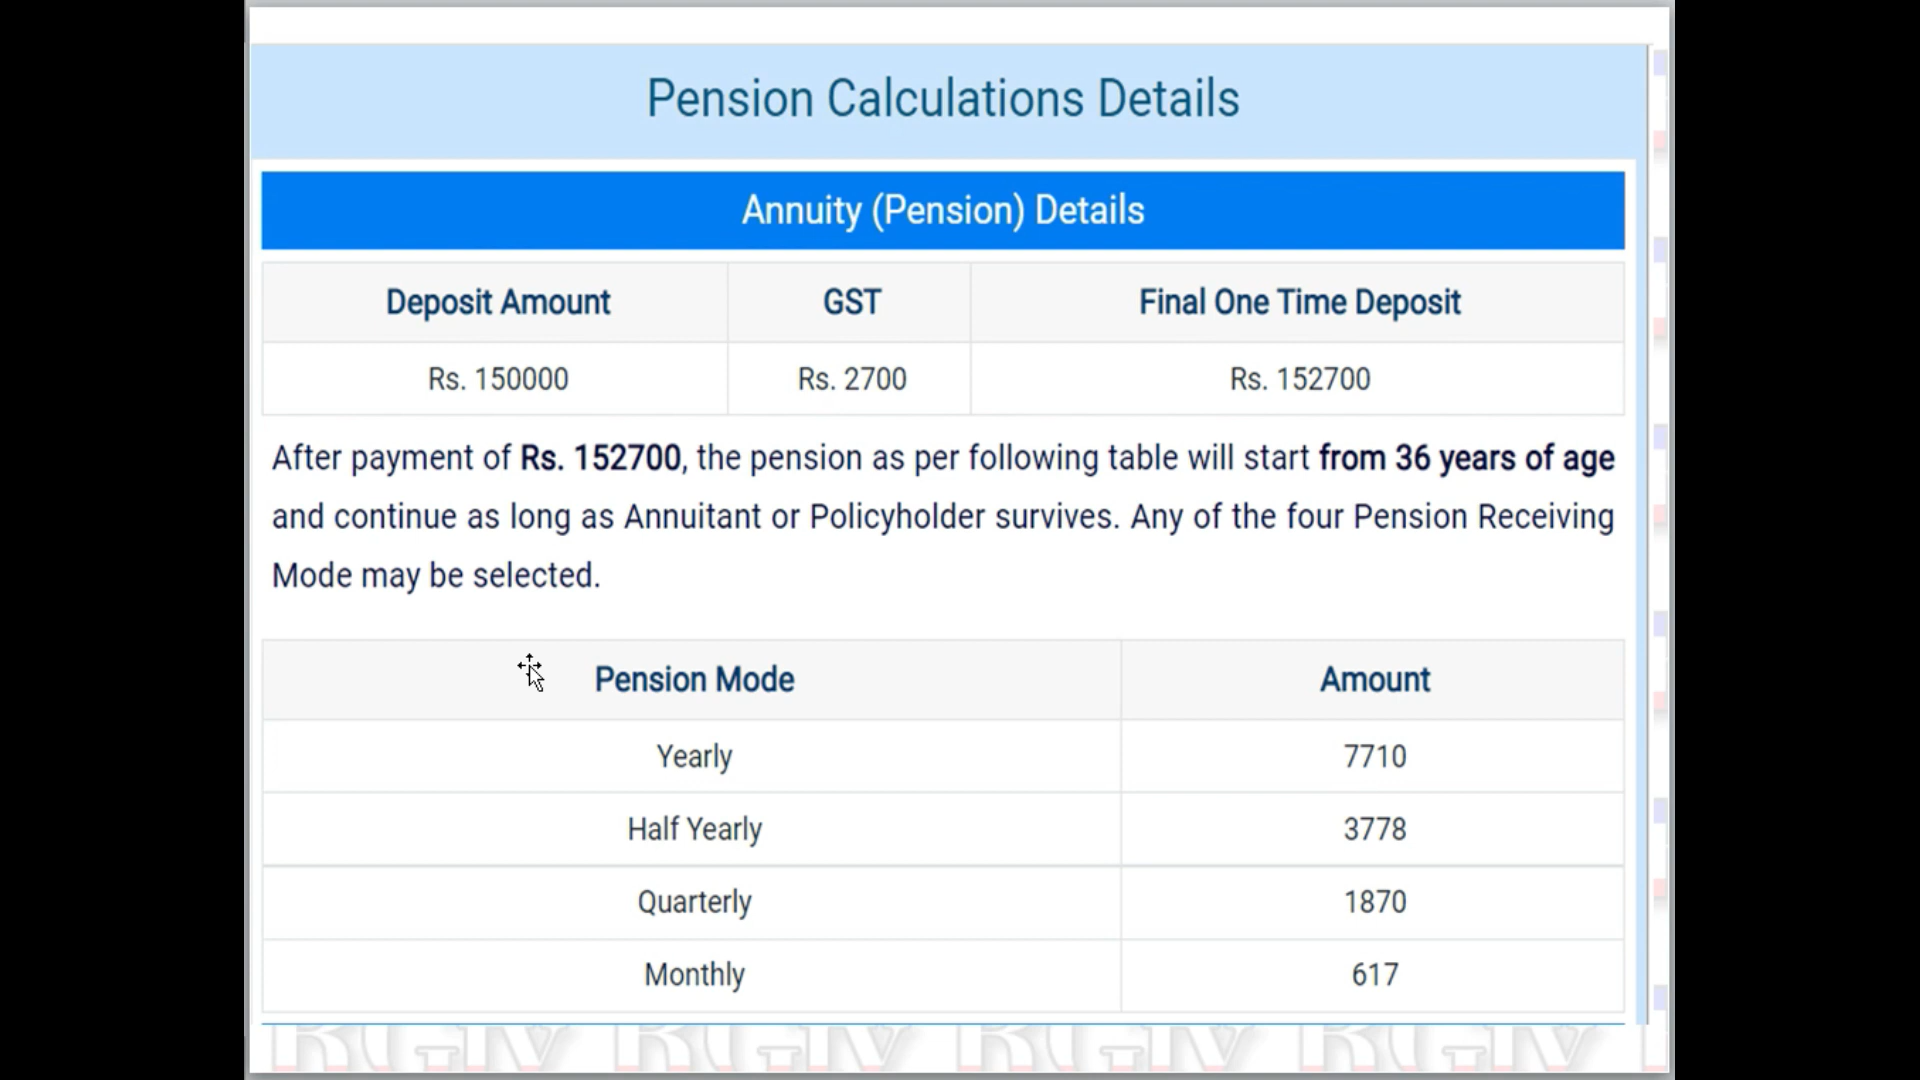 Pension Calculations Details
Annuity (Pension) Details
Deposit Amount GST Final One Time Deposit
Rs. 150000 Rs. 2700 Rs. 152700
After payment of Rs. 152700, the pension as per following table will start from 36 years of age
and continue as long as Annuitant or Policyholder survives. Any of the four Pension Receiving
Mode may be selected.
Pension Mode Amount
Yearly 7710
Half Yearly 3778
Quarterly 1870
Monthly 617